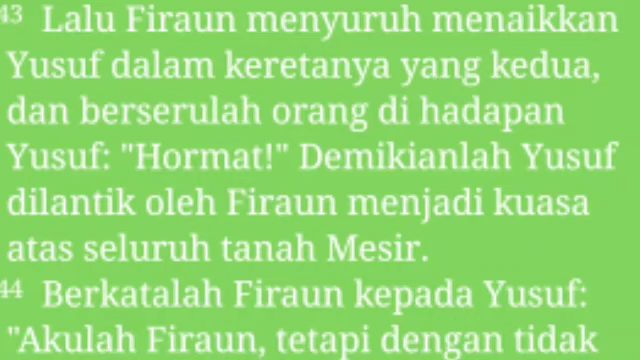 43 Lalu Firaun menyuruh menaikkan
Yusuf dalam keretanya yang kedua,
dan berserulah orang di hadapan
Yusuf: "Hormat!" Demikianlah Yusuf
dilantik oleh Firaun menjadi kuasa
atas seluruh tanah Mesir.
44 Berkatalah Firaun kepada Yusuf:
"Akulah Firaun, tetapi dengan tidak